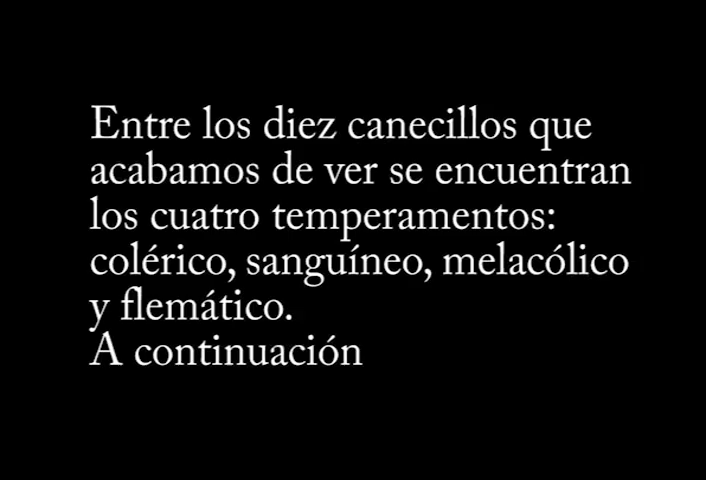 Entre los diez canecillos que
acabamos de ver se encuentran
los cuatro temperamentos:
colérico, sanguíneo, melacólico
y flemático.
A continuación